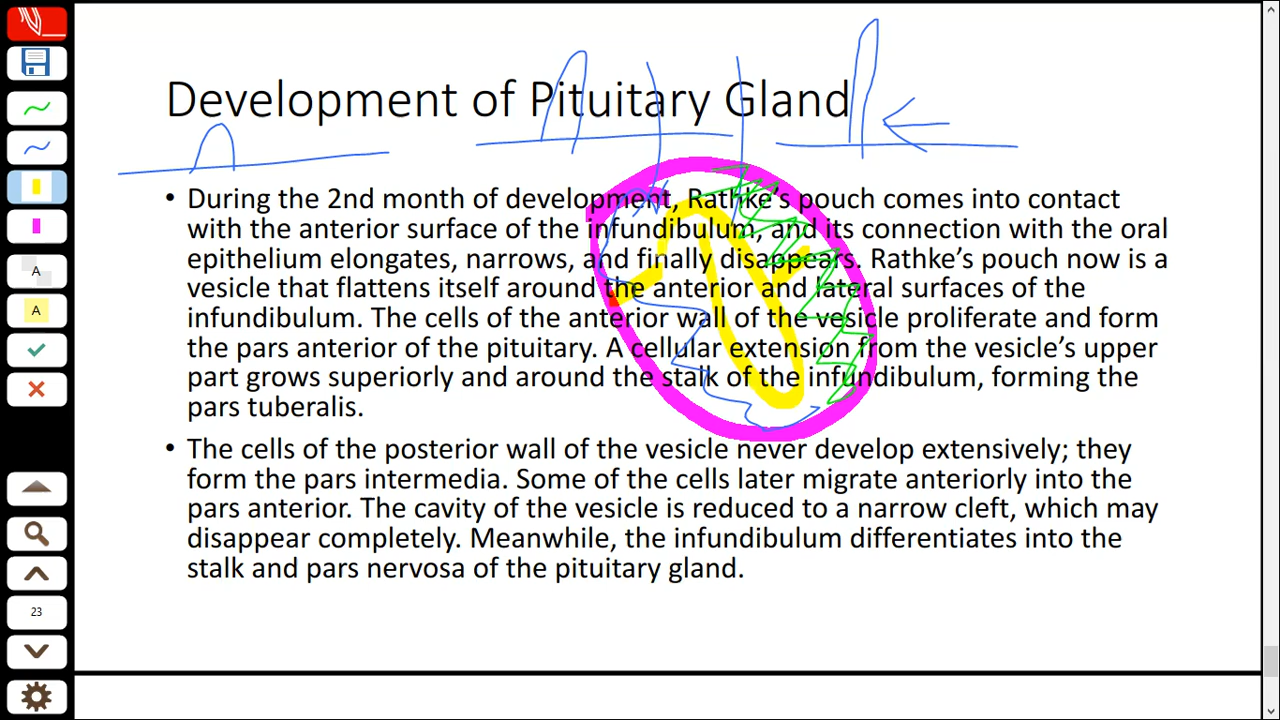 Development of Pituitary Gland
• During the 2nd month of development, Rathke's pouch comes into contact
with the anterior surface of the infundibulum, and its connection with the oral
epithelium elongates, narrows, and finally disappears. Rathke's pouch now is a
vesicle that flattens itself around the anterior and lateral surfaces of the
infundibulum. The cells of the anterior wall of the vesicle proliferate and form
the pars anterior of the pituitary. A cellular extension from the vesicle's upper
part grows superiorly and around the stalk of the infundibulum, forming the
pars tuberalis.
• The cells of the posterior wall of the vesicle never develop extensively; they
form the pars intermedia. Some of the cells later migrate anteriorly into the
pars anterior. The cavity of the vesicle is reduced to a narrow cleft, which may
disappear completely. Meanwhile, the infundibulum differentiates into the
stalk and pars nervosa of the pituitary gland.
A
A
23